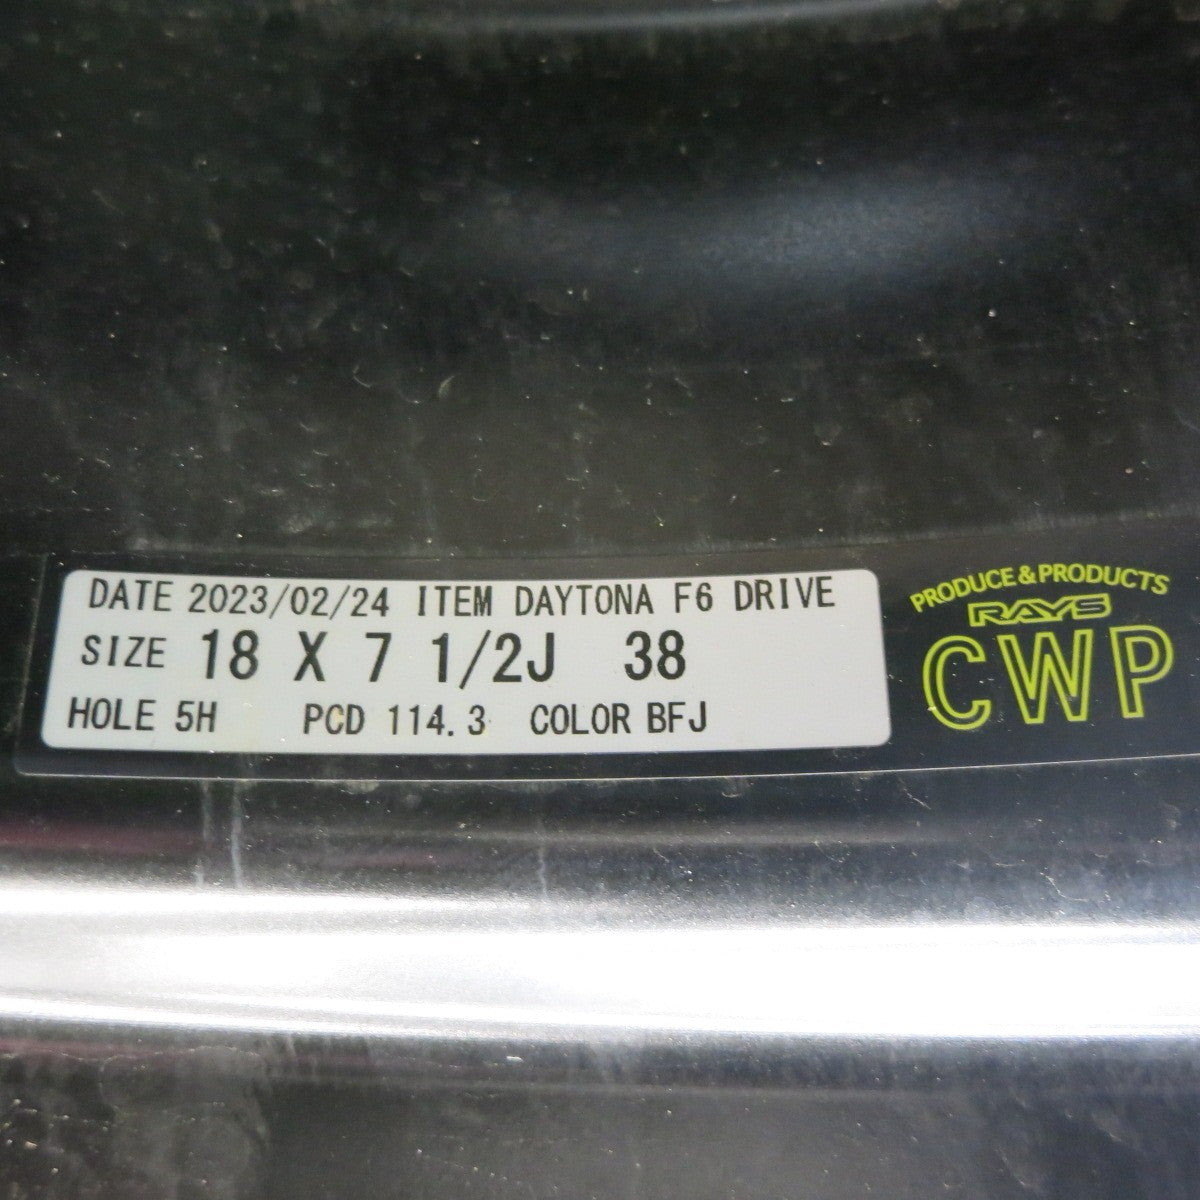 DATE 2023/02/24 ITEM DAYTONA F6 DRIVE
SIZE 18 X 7 1/2J 38
HOLE 5H PCD 114.3 COLOR BFJ
PRODUCE & PRODUCTS
RAYS
CWP